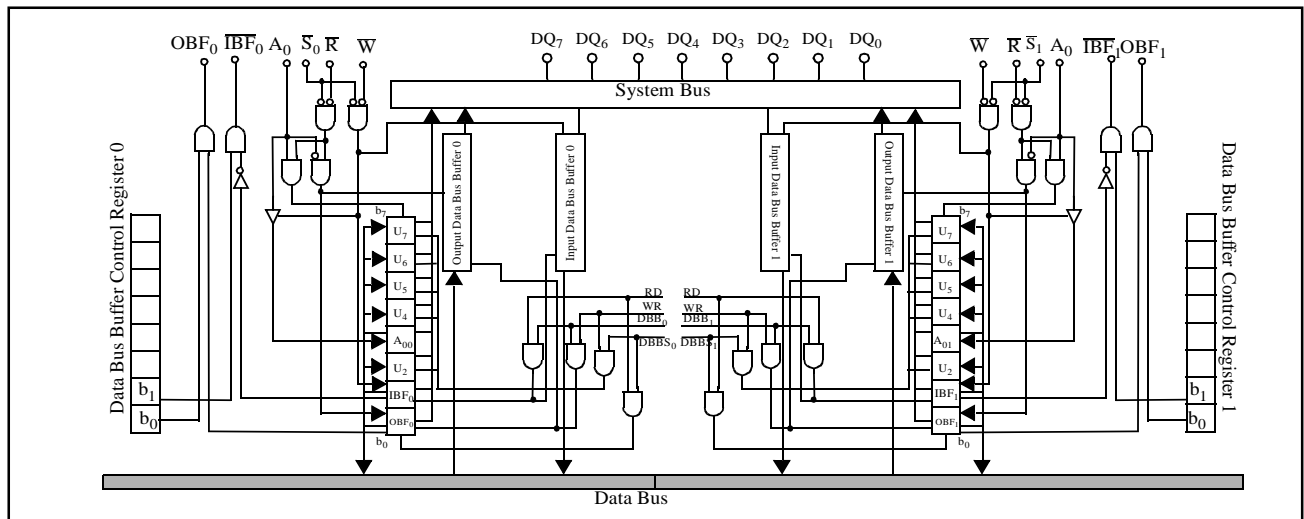 OBF₀ I̅B̅F̅₀ A₀ S̅₀ R̅ W̅ DQ₇ DQ₆ DQ₅ DQ₄ DQ₃ DQ₂ DQ₁ DQ₀ W̅ R̅ S̅₁ A₀ I̅B̅F̅₁ OBF₁
System Bus
Data Bus Buffer Control Register 0
b₁
b₀
Output Data Bus Buffer 0
Input Data Bus Buffer 0
Input Data Bus Buffer 1
Output Data Bus Buffer 1
b₇
U₇
U₆
U₅
U₄
A₀₀
U₂
IBF₀
OBF₀
b₀
RD RD
WR WR
DBB₀ DBB₁
DBBS₀ DBBS₁
b₇
U₇
U₆
U₅
U₄
A₀₁
U₂
IBF₁
OBF₁
b₀
Data Bus Buffer Control Register 1
b₁
b₀
Data Bus